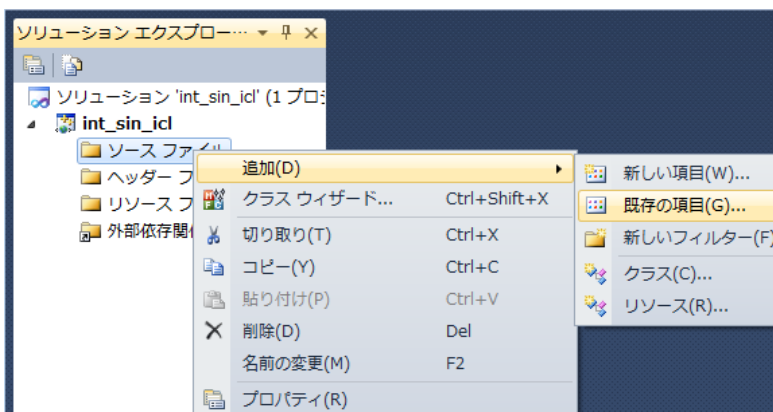 ソリューション エクスプロー…
ソリューション 'int_sin_icl' (1 プロ
int_sin_icl
ソース ファイル
ヘッダー フ
リソース フ
外部依存関
追加(D)
クラス ウィザード... Ctrl+Shift+X
切り取り(T) Ctrl+X
コピー(Y) Ctrl+C
貼り付け(P) Ctrl+V
削除(D) Del
名前の変更(M) F2
プロパティ(R)
新しい項目(W)...
既存の項目(G)...
新しいフィルター(F)
クラス(C)...
リソース(R)...